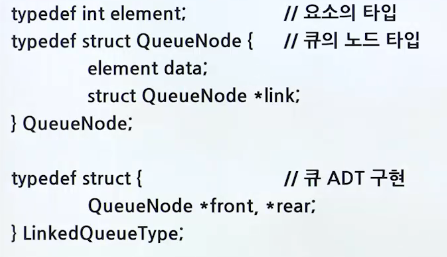 typedef int element; // 요소의 타입
typedef struct QueueNode { // 큐의 노드 타입
element data;
struct QueueNode *link;
} QueueNode;
typedef struct { // 큐 ADT 구현
QueueNode *front, *rear;
} LinkedQueueType;